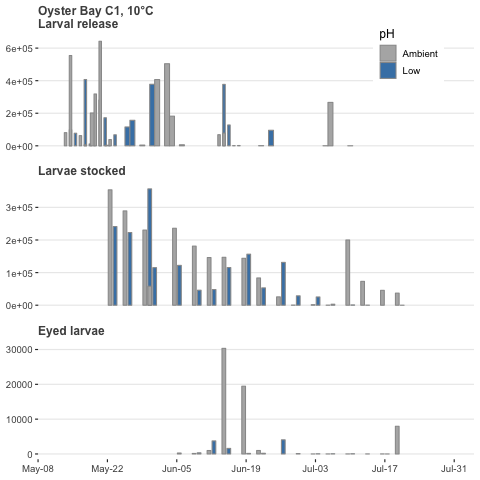 Oyster Bay C1, 10°C
Larval release
pH
Ambient
Low
6e+05
4e+05
2e+05
0e+00
Larvae stocked
3e+05
2e+05
1e+05
0e+00
Eyed larvae
30000
20000
10000
0
May-08 May-22 Jun-05 Jun-19 Jul-03 Jul-17 Jul-31